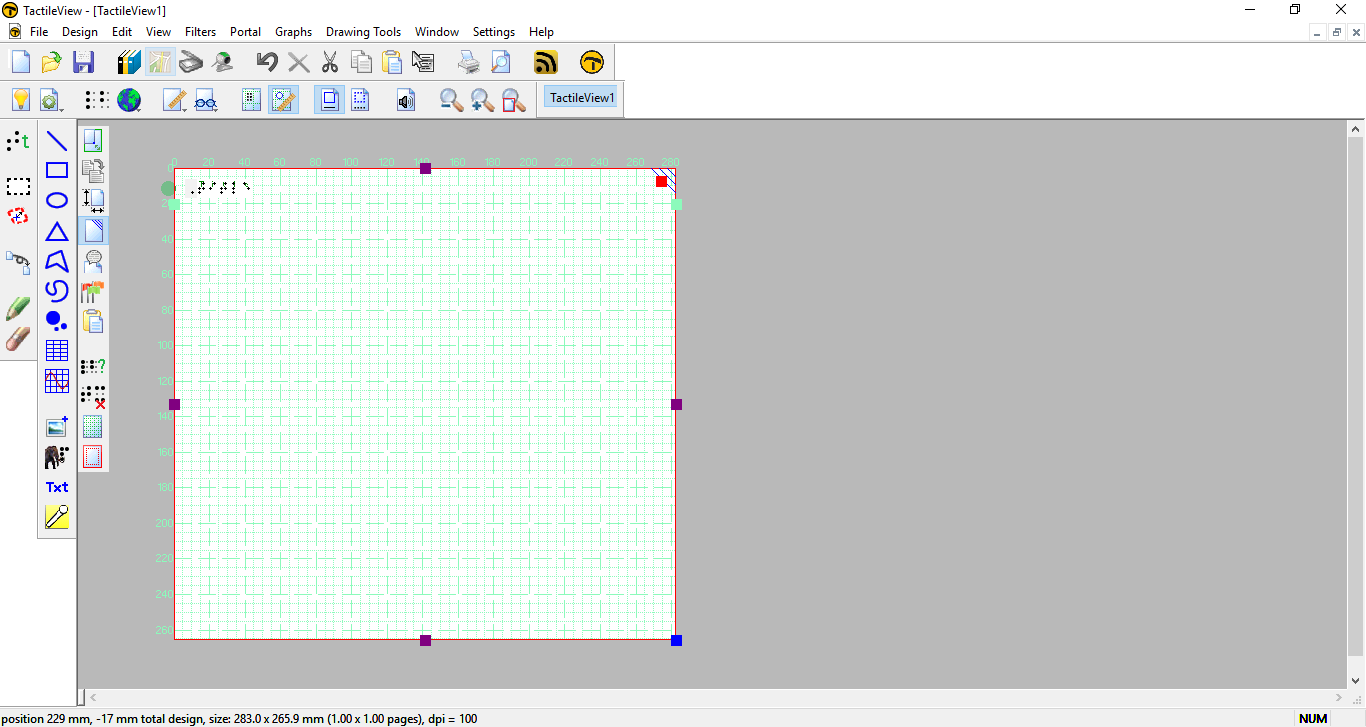 TactileView - [TactileView1]
File Design Edit View Filters Portal Graphs Drawing Tools Window Settings Help
TactileView1
t
0 20 40 60 80 100 120 140 160 180 200 220 240 260 280
0
20
40
60
80
?
100
120
140
160
180
Txt
200
220
240
260
position 229 mm, -17 mm total design, size: 283.0 x 265.9 mm (1.00 x 1.00 pages), dpi = 100 NUM